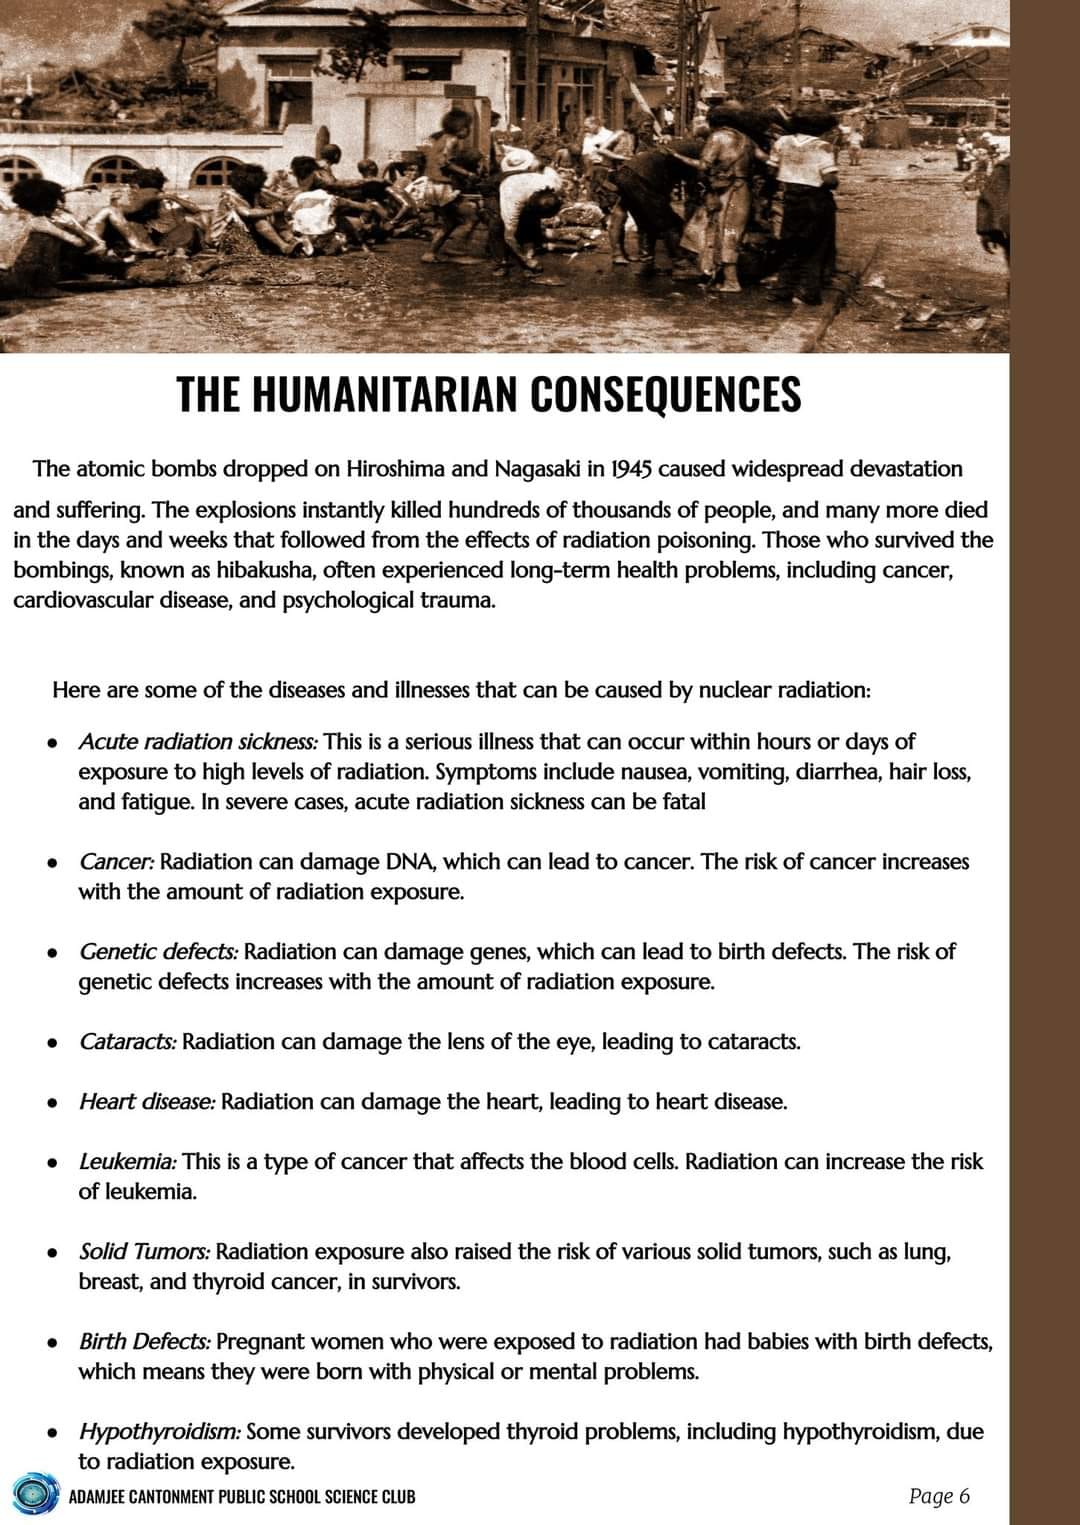 THE HUMANITARIAN CONSEQUENCES
The atomic bombs dropped on Hiroshima and Nagasaki in 1945 caused widespread devastation
and suffering. The explosions instantly killed hundreds of thousands of people, and many more died
in the days and weeks that followed from the effects of radiation poisoning. Those who survived the
bombings, known as hibakusha, often experienced long-term health problems, including cancer,
cardiovascular disease, and psychological trauma.
Here are some of the diseases and illnesses that can be caused by nuclear radiation:
• Acute radiation sickness: This is a serious illness that can occur within hours or days of
exposure to high levels of radiation. Symptoms include nausea, vomiting, diarrhea, hair loss,
and fatigue. In severe cases, acute radiation sickness can be fatal
• Cancer: Radiation can damage DNA, which can lead to cancer. The risk of cancer increases
with the amount of radiation exposure.
• Genetic defects: Radiation can damage genes, which can lead to birth defects. The risk of
genetic defects increases with the amount of radiation exposure.
• Cataracts: Radiation can damage the lens of the eye, leading to cataracts.
• Heart disease: Radiation can damage the heart, leading to heart disease.
• Leukemia: This is a type of cancer that affects the blood cells. Radiation can increase the risk
of leukemia.
• Solid Tumors: Radiation exposure also raised the risk of various solid tumors, such as lung,
breast, and thyroid cancer, in survivors.
• Birth Defects: Pregnant women who were exposed to radiation had babies with birth defects,
which means they were born with physical or mental problems.
• Hypothyroidism: Some survivors developed thyroid problems, including hypothyroidism, due
to radiation exposure.
ADAMJEE CANTONMENT PUBLIC SCHOOL SCIENCE CLUB
Page 6